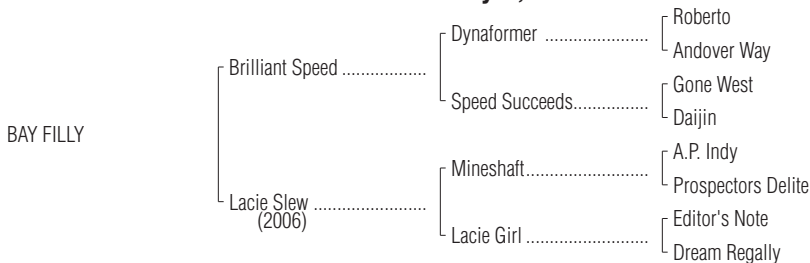 Roberto
Dynaformer ......................
Andover Way
Brilliant Speed ..................
Gone West
Speed Succeeds................
Daijin
BAY FILLY
A.P. Indy
Mineshaft..........................
Prospectors Delite
Lacie Slew ........................
(2006)
Editor's Note
Lacie Girl ..........................
Dream Regally